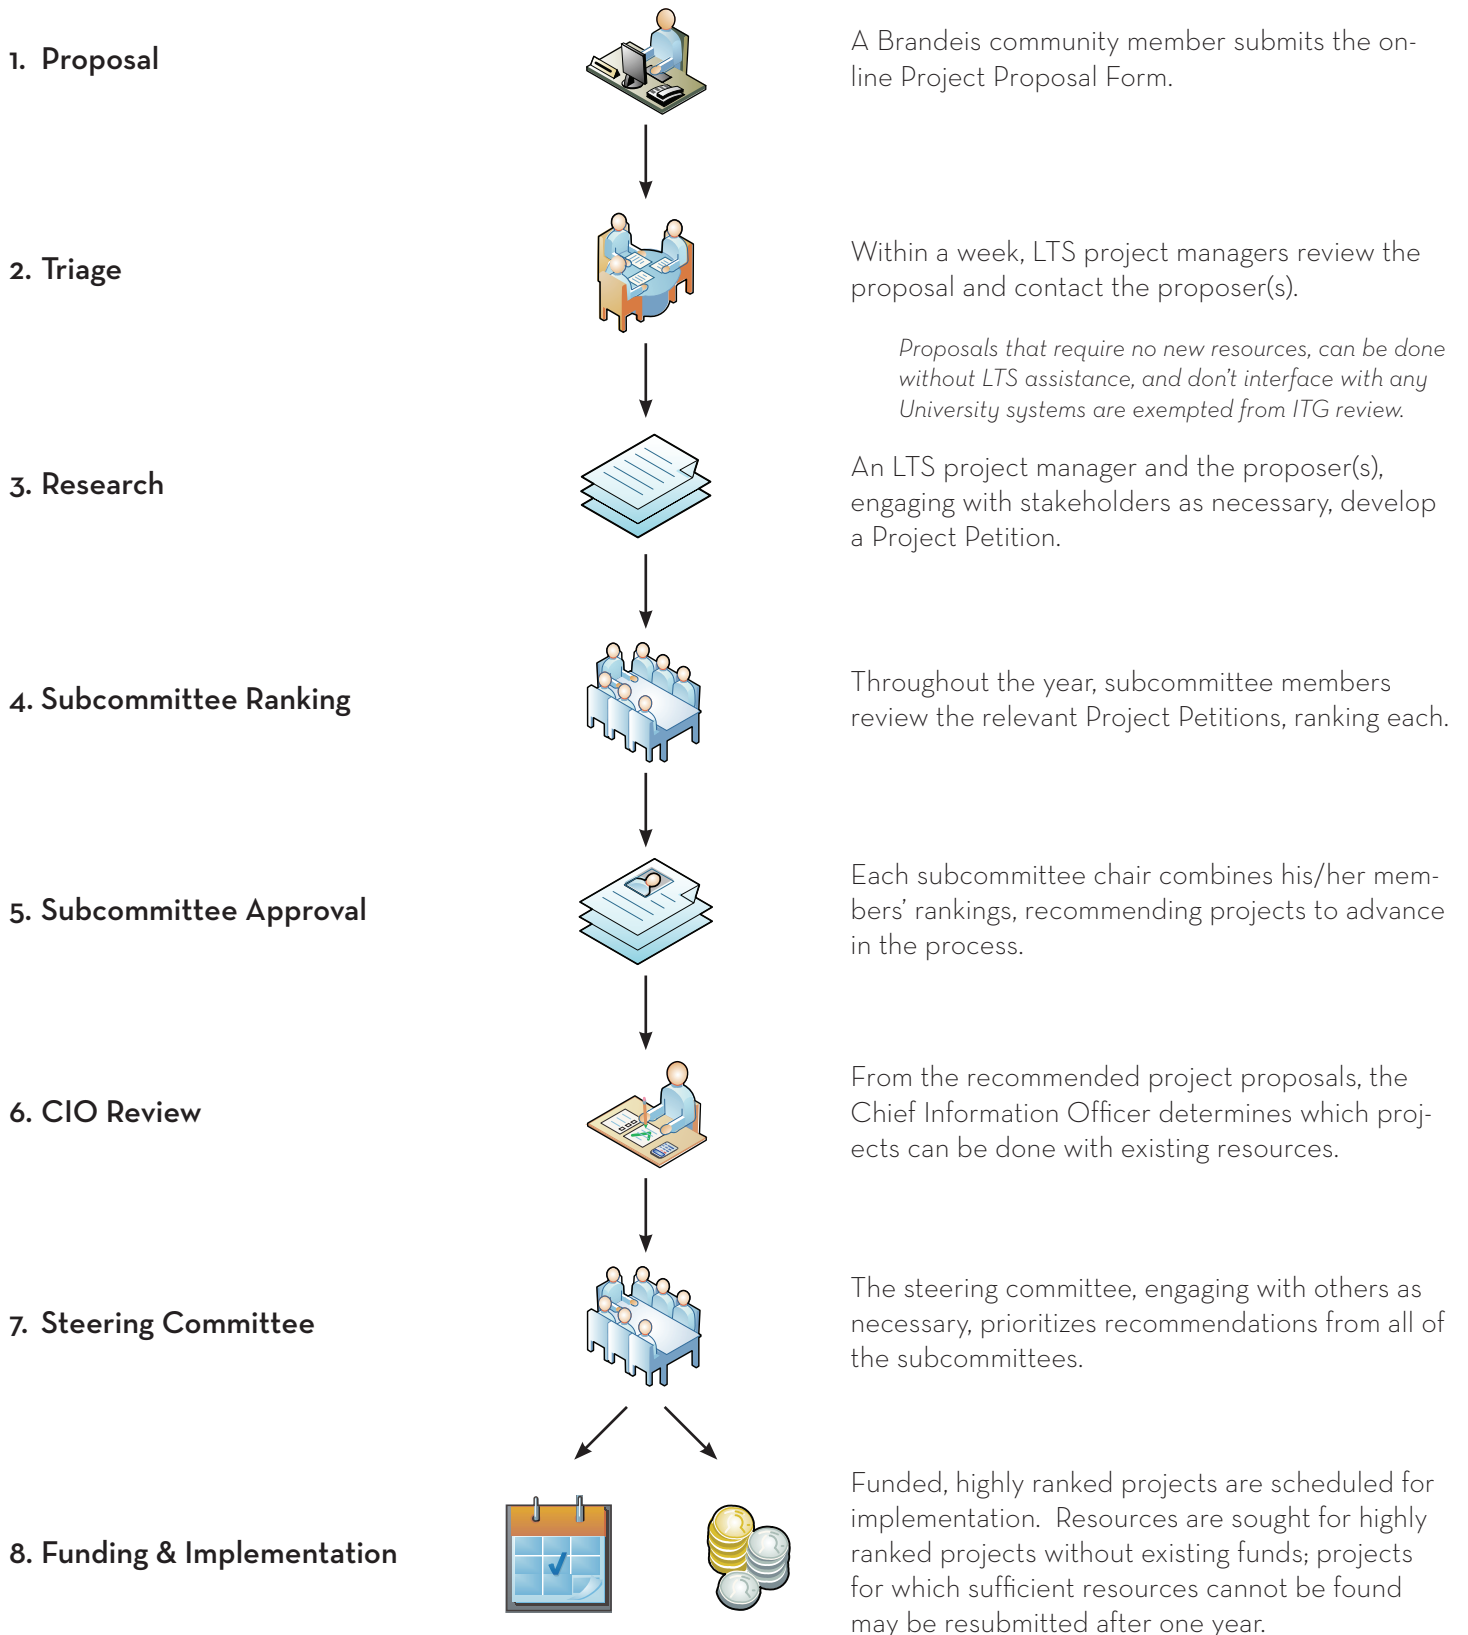 1. Proposal
A Brandeis community member submits the on-
line Project Proposal Form.
2. Triage
Within a week, LTS project managers review the
proposal and contact the proposer(s).
Proposals that require no new resources, can be done
without LTS assistance, and don't interface with any
University systems are exempted from ITG review.
3. Research
An LTS project manager and the proposer(s),
engaging with stakeholders as necessary, develop
a Project Petition.
4. Subcommittee Ranking
Throughout the year, subcommittee members
review the relevant Project Petitions, ranking each.
5. Subcommittee Approval
Each subcommittee chair combines his/her mem-
bers' rankings, recommending projects to advance
in the process.
6. CIO Review
From the recommended project proposals, the
Chief Information Officer determines which proj-
ects can be done with existing resources.
7. Steering Committee
The steering committee, engaging with others as
necessary, prioritizes recommendations from all of
the subcommittees.
8. Funding & Implementation
Funded, highly ranked projects are scheduled for
implementation.  Resources are sought for highly
ranked projects without existing funds; projects
for which sufficient resources cannot be found
may be resubmitted after one year.